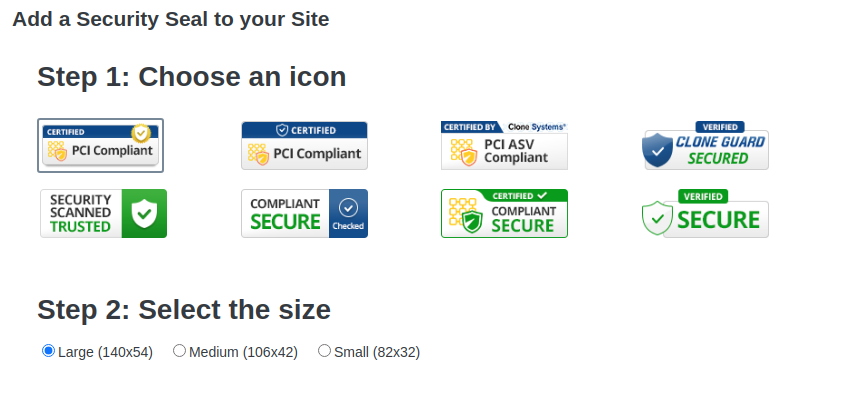 Add a Security Seal to your Site
Step 1: Choose an icon
CERTIFIED
PCI Compliant
CERTIFIED
PCI Compliant
CERTIFIED BY Clone Systems®
PCI ASV
Compliant
VERIFIED
CLONE GUARD
SECURED
SECURITY
SCANNED
TRUSTED
COMPLIANT
SECURE
Checked
CERTIFIED
COMPLIANT
SECURE
VERIFIED
SECURE
Step 2: Select the size
Large (140x54) Medium (106x42) Small (82x32)